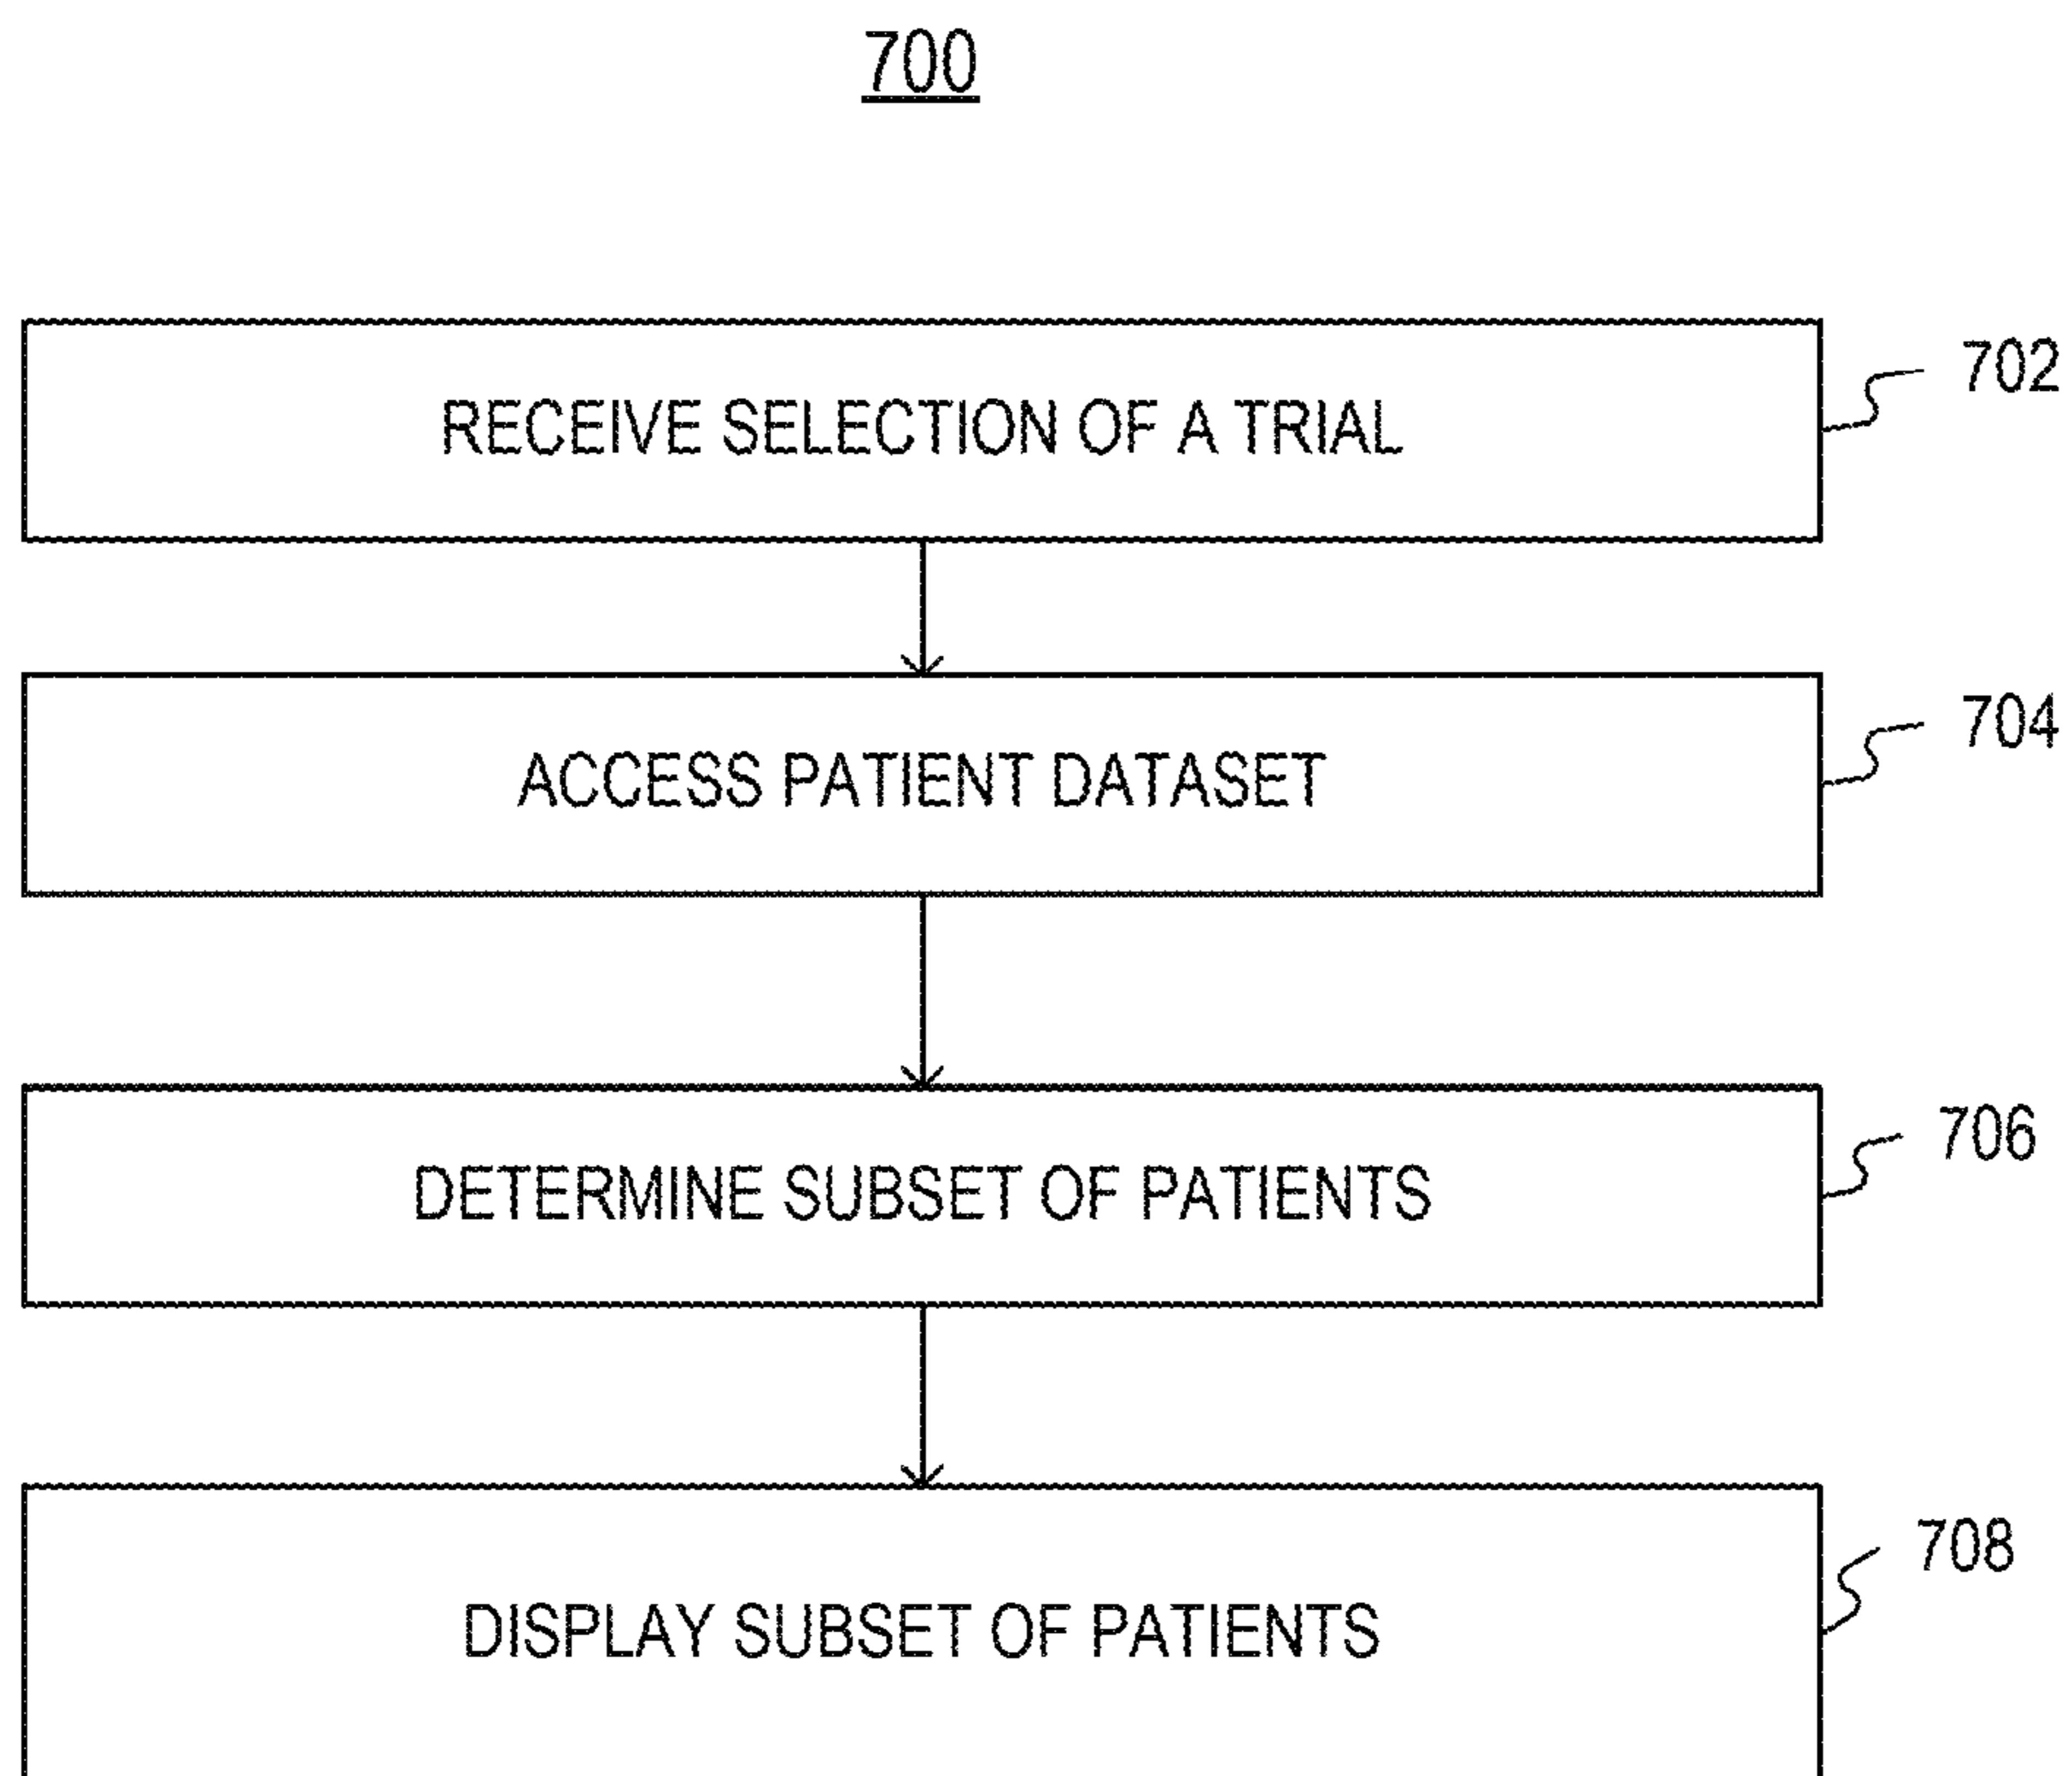 700
RECEIVE SELECTION OF A TRIAL
702
ACCESS PATIENT DATASET
704
DETERMINE SUBSET OF PATIENTS
706
DISPLAY SUBSET OF PATIENTS
708